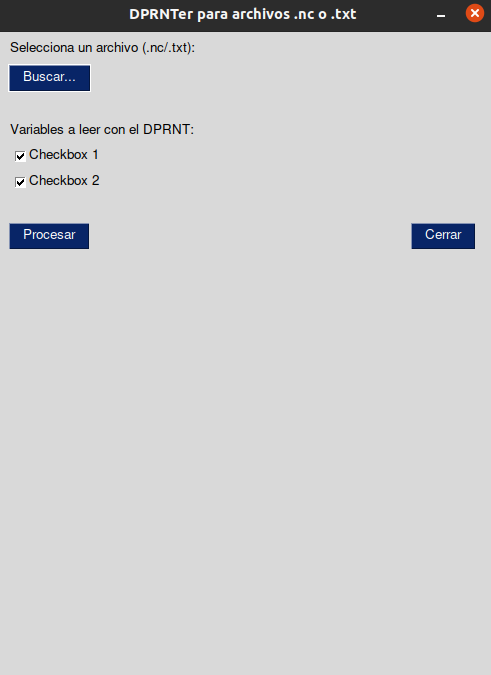 DPRNTer para archivos .nc o .txt
Selecciona un archivo (.nc/.txt):
Buscar...
Variables a leer con el DPRNT:
Checkbox 1
Checkbox 2
Procesar
Cerrar